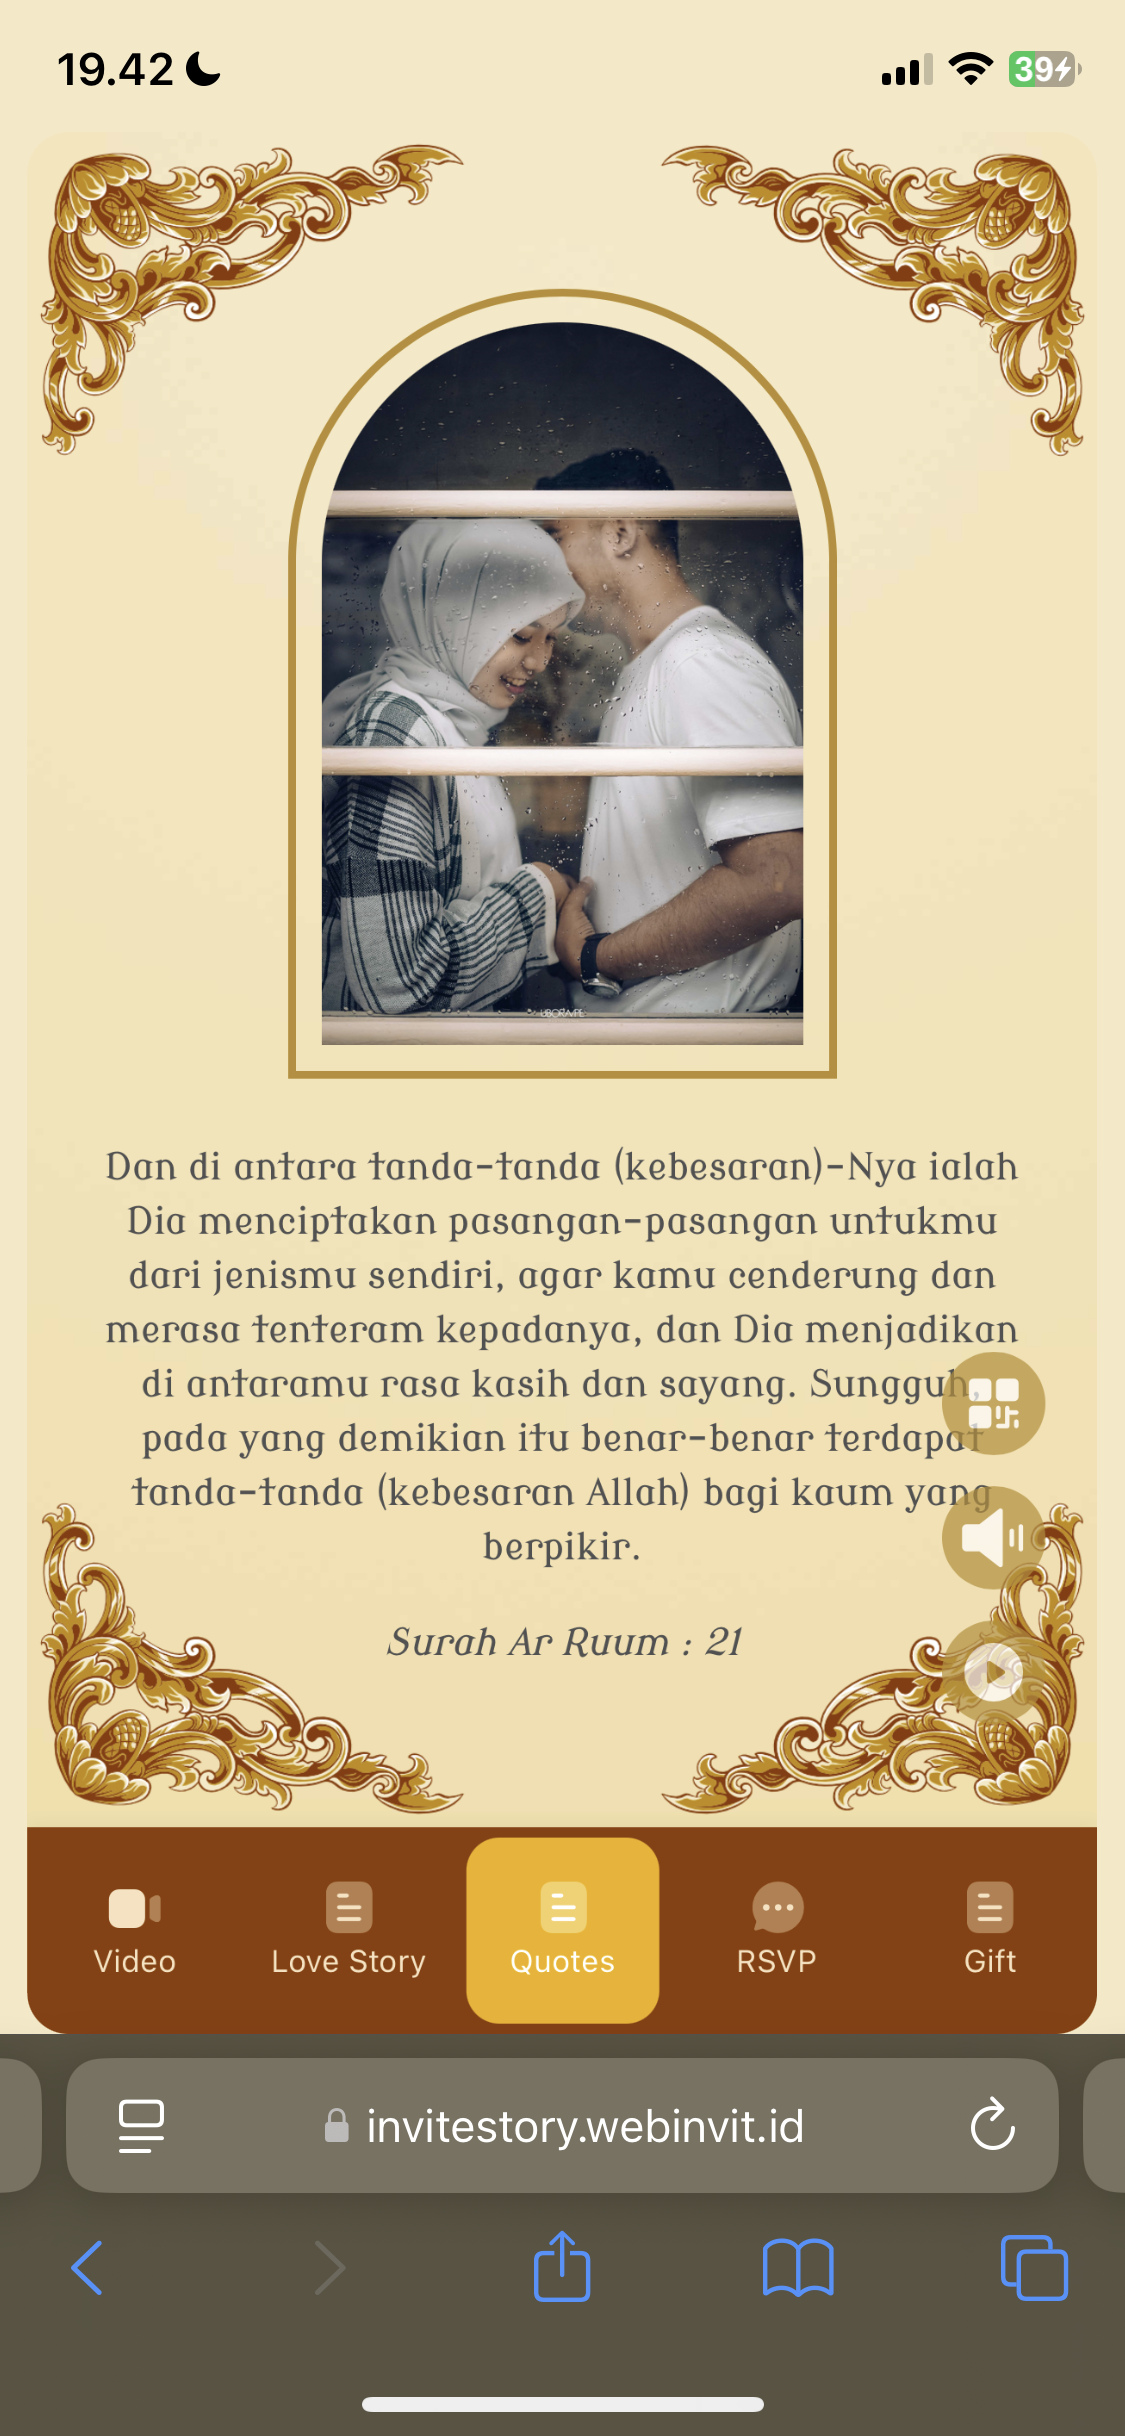 19.42
39
Dan di antara tanda-tanda (kebesaran)-Nya ialah
Dia menciptakan pasangan-pasangan untukmu
dari jenismu sendiri, agar kamu cenderung dan
merasa tenteram kepadanya, dan Dia menjadikan
di antaramu rasa kasih dan sayang. Sungguh,
pada yang demikian itu benar-benar terdapat
tanda-tanda (kebesaran Allah) bagi kaum yang
berpikir.
Surah Ar Ruum : 21
Video
Love Story
Quotes
RSVP
Gift
invitestory.webinvit.id